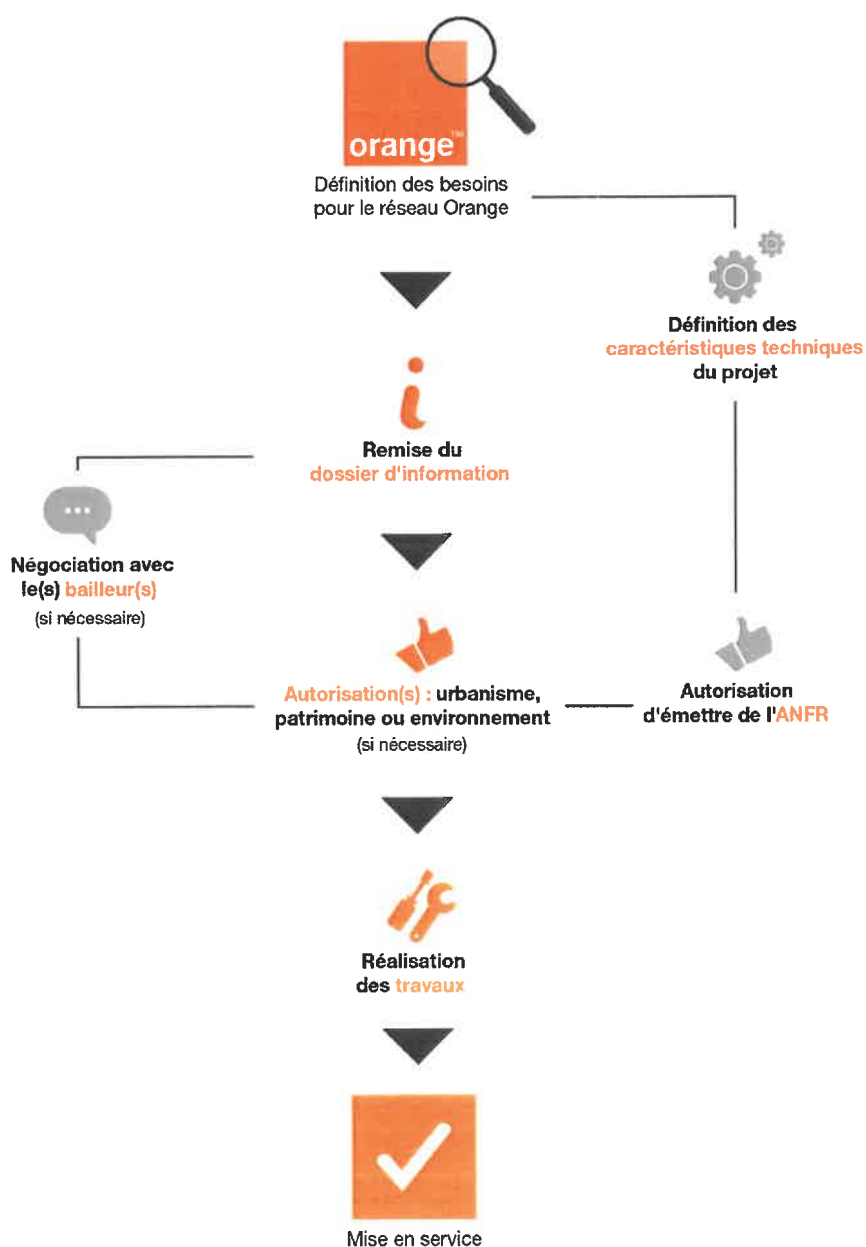 orange™
Définition des besoins
pour le réseau Orange
Définition des
caractéristiques techniques
du projet
Remise du
dossier d'information
Négociation avec
le(s) bailleur(s)
(si nécessaire)
Autorisation(s) : urbanisme,
patrimoine ou environnement
(si nécessaire)
Autorisation
d'émettre de l'ANFR
Réalisation
des travaux
Mise en service